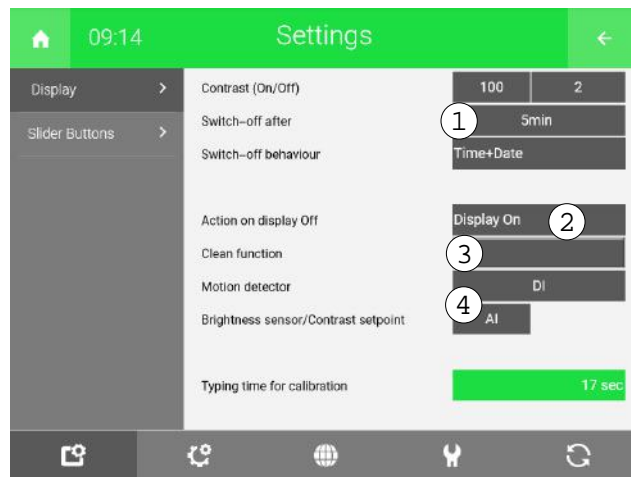 09:14 Settings
Display
Slider Buttons
Contrast (On/Off) 100 2
Switch-off after 1 5min
Switch-off behaviour Time+Date
Action on display Off Display On 2
Clean function 3
Motion detector DI
4
Brightness sensor/Contrast setpoint AI
Typing time for calibration 17 sec